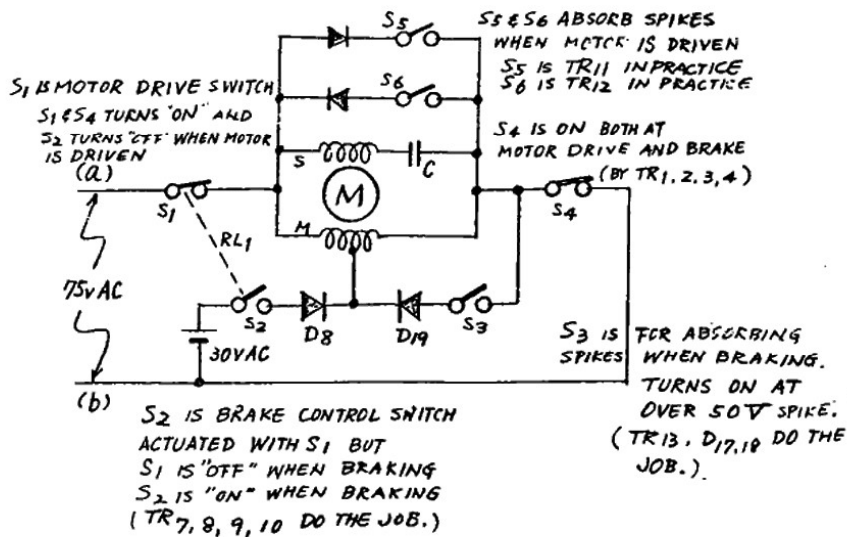 S5
S5 & S6 ABSORB SPIKES
WHEN MOTOR IS DRIVEN
S5 IS TR11 IN PRACTICE
S6 IS TR12 IN PRACTICE
S6
S1 IS MOTOR DRIVE SWITCH
S1 & S4 TURNS "ON" AND
S2 TURNS "OFF" WHEN MOTOR
IS DRIVEN
S
C
S4 IS ON BOTH AT
MOTOR DRIVE AND BRAKE
(BY TR1, 2, 3, 4)
(a)
S1
M
M
S4
RL1
75V AC
S2
D8
D19
S3
30V AC
S3 IS FOR ABSORBING
SPIKES WHEN BRAKING.
TURNS ON AT
OVER 50V SPIKE.
(TR13, D17,18 DO THE
JOB.)
(b)
S2 IS BRAKE CONTROL SWITCH
ACTUATED WITH S1 BUT
S1 IS "OFF" WHEN BRAKING
S2 IS "ON" WHEN BRAKING
(TR7, 8, 9, 10 DO THE JOB.)